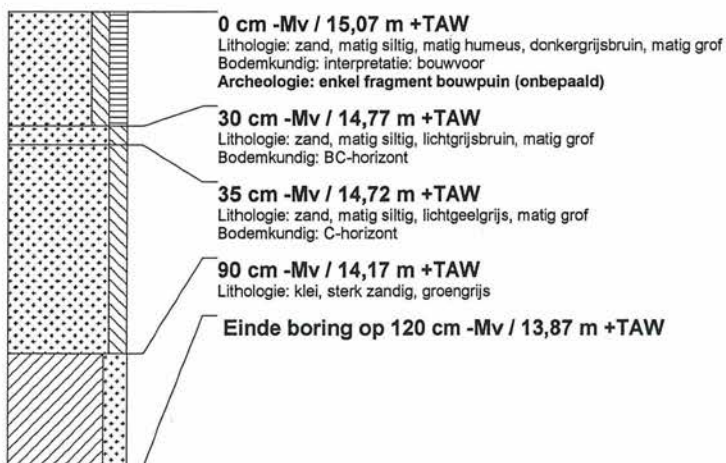 0 cm -Mv / 15,07 m +TAW
Lithologie: zand, matig siltig, matig humeus, donkergrijsbruin, matig grof
Bodemkundig: interpretatie: bouwvoor
Archeologie: enkel fragment bouwpuin (onbepaald)
30 cm -Mv / 14,77 m +TAW
Lithologie: zand, matig siltig, lichtgrijsbruin, matig grof
Bodemkundig: BC-horizont
35 cm -Mv / 14,72 m +TAW
Lithologie: zand, matig siltig, lichtgeelgrijs, matig grof
Bodemkundig: C-horizont
90 cm -Mv / 14,17 m +TAW
Lithologie: klei, sterk zandig, groengrijs
Einde boring op 120 cm -Mv / 13,87 m +TAW